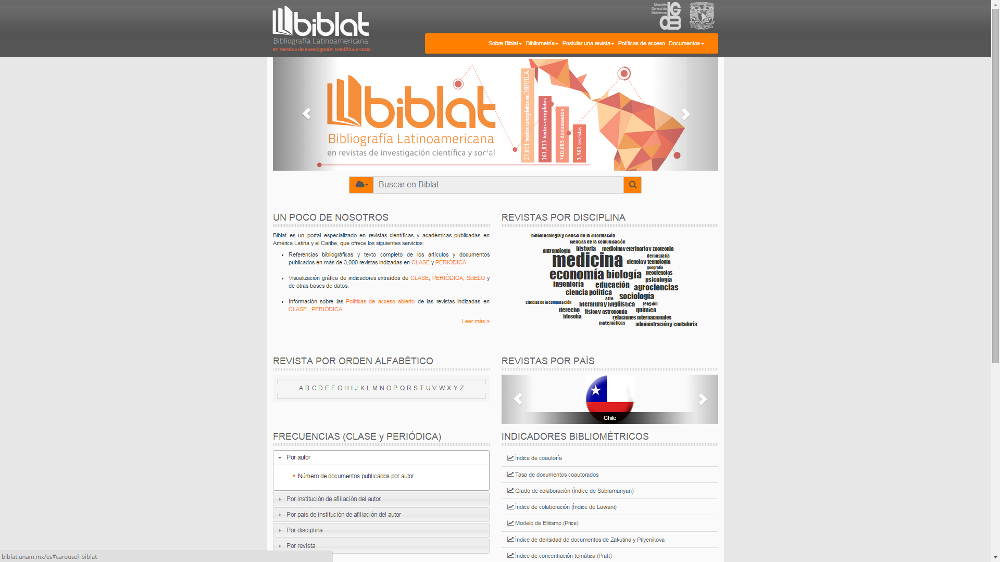 biblat
Bibliografía Latinoamericana
en revistas de investigación científica y social
Dirección
General de
Bibliotecas
DGB
Sobre Biblat
Bibliometría
Postular una revista
Políticas de acceso
Documentos
biblat
Bibliografía Latinoamericana
en revistas de investigación científica y social
27,951 textos completos en HEVILA
161,813 textos completos
740,683 documentos
3,561 revistas
Buscar en Biblat
UN POCO DE NOSOTROS
Biblat es un portal especializado en revistas científicas y académicas publicadas en
América Latina y el Caribe, que ofrece los siguientes servicios:
• Referencias bibliográficas y texto completo de los artículos y documentos
publicados en más de 3,000 revistas indizadas en CLASE y PERIÓDICA.
• Visualización gráfica de indicadores extraídos de CLASE, PERIÓDICA, SciELO y
de otras bases de datos.
• Información sobre las Políticas de acceso abierto de las revistas indizadas en
CLASE , PERIÓDICA.
Leer más »
REVISTAS POR DISCIPLINA
bibliotecología y ciencia de la información
ciencias de la comunicación
antropología historia medicina veterinaria y zootecnia
medicina demografía
ciencia y tecnología
geografía
economía biología geociencias
psicología
ingeniería educación agrociencias
ciencia política
arte sociología
ciencias de la computación literatura y lingüística religión
derecho física y astronomía química
filosofía relaciones internacionales
matemáticas administración y contaduría
REVISTA POR ORDEN ALFABÉTICO
A B C D E F G H I J K L M N O P Q R S T U V W X Y Z
REVISTAS POR PAÍS
Chile
FRECUENCIAS (CLASE y PERIÓDICA)
Por autor
• Número de documentos publicados por autor
Por institución de afiliación del autor
Por país de institución de afiliación del autor
Por disciplina
Por revista
INDICADORES BIBLIOMÉTRICOS
Índice de coautoría
Tasa de documentos coautorados
Grado de colaboración (Índice de Subramanyan)
Índice de colaboración (Índice de Lawani)
Modelo de Elitismo (Price)
Índice de densidad de documentos de Zakutina y Priyenikova
Índice de concentración temática (Pratt)
biblat.unam.mx/es#carousel-biblat